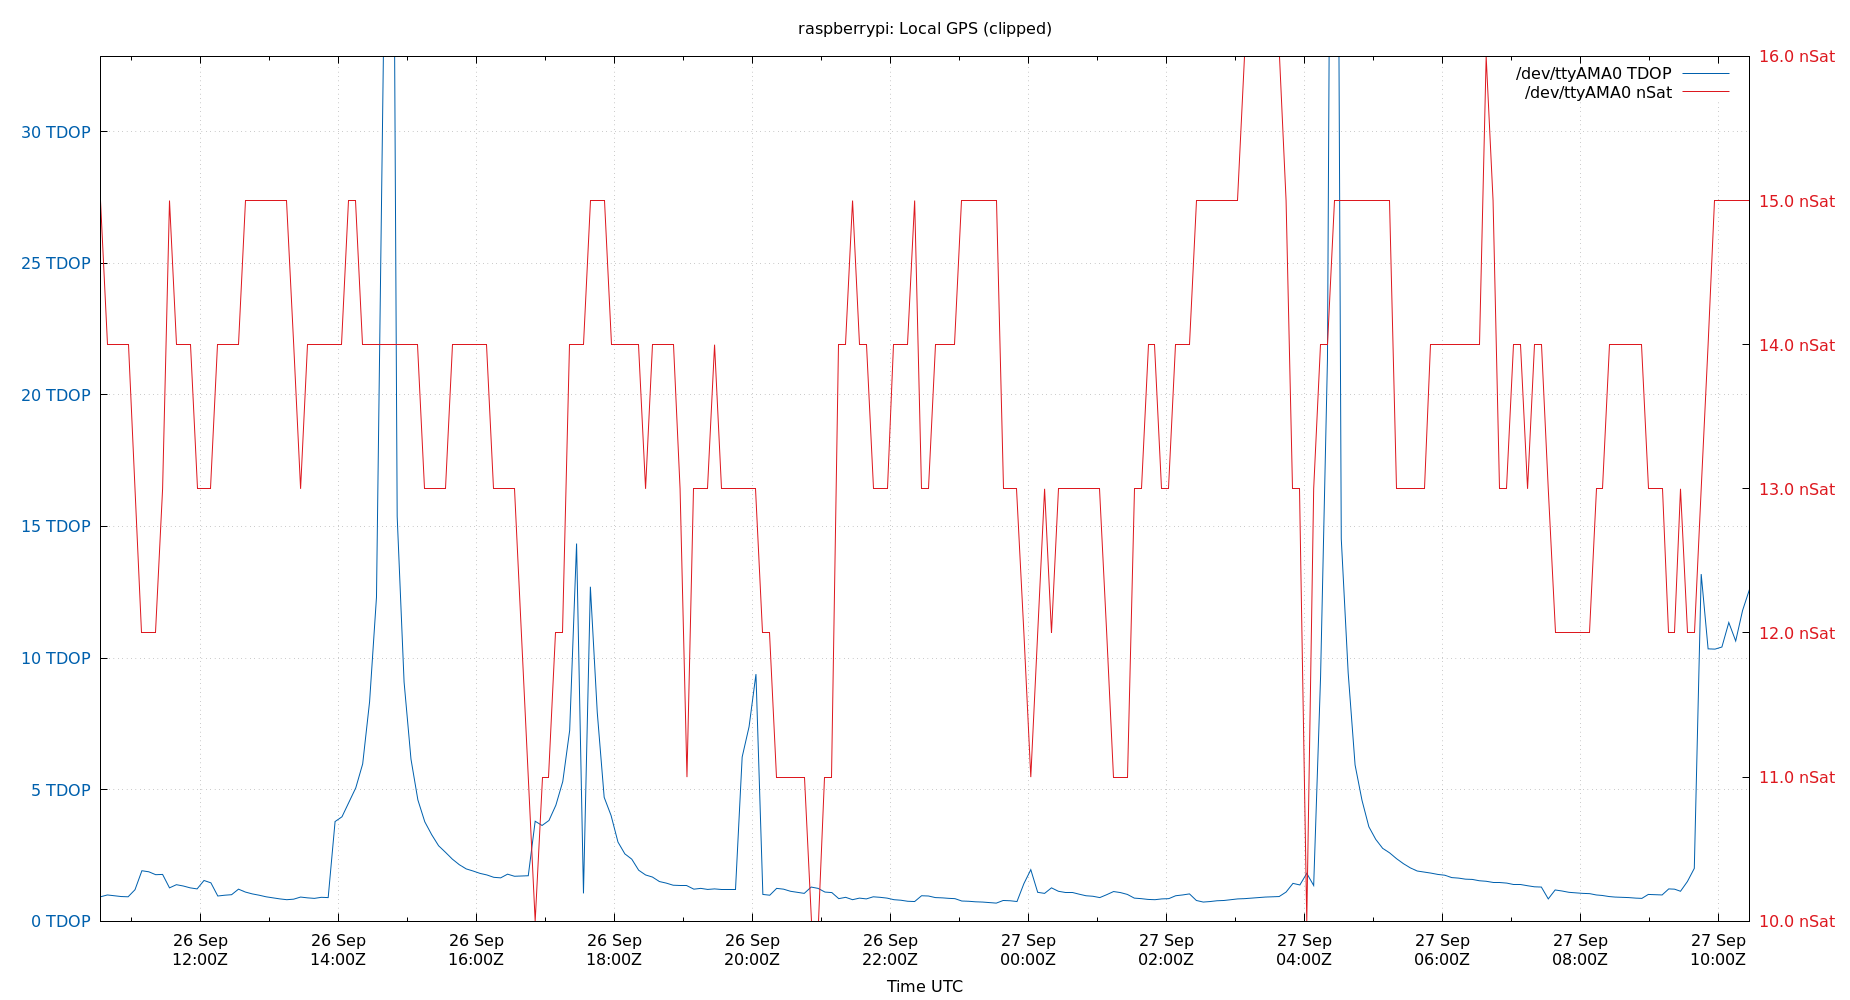 raspberrypi: Local GPS (clipped)
/dev/ttyAMA0 TDOP
/dev/ttyAMA0 nSat
30 TDOP
25 TDOP
20 TDOP
15 TDOP
10 TDOP
5 TDOP
0 TDOP
16.0 nSat
15.0 nSat
14.0 nSat
13.0 nSat
12.0 nSat
11.0 nSat
10.0 nSat
26 Sep
12:00Z
26 Sep
14:00Z
26 Sep
16:00Z
26 Sep
18:00Z
26 Sep
20:00Z
26 Sep
22:00Z
27 Sep
00:00Z
27 Sep
02:00Z
27 Sep
04:00Z
27 Sep
06:00Z
27 Sep
08:00Z
27 Sep
10:00Z
Time UTC